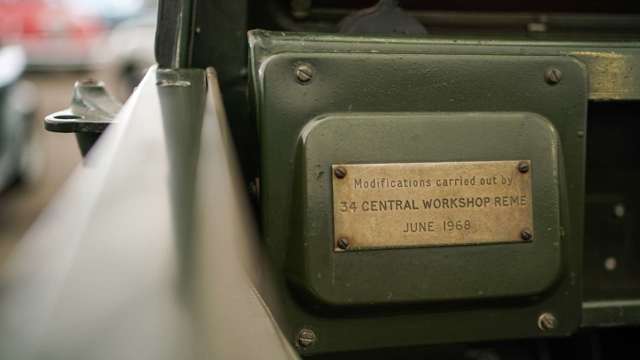 Modifications carried out by
34 CENTRAL WORKSHOP REME
JUNE 1968